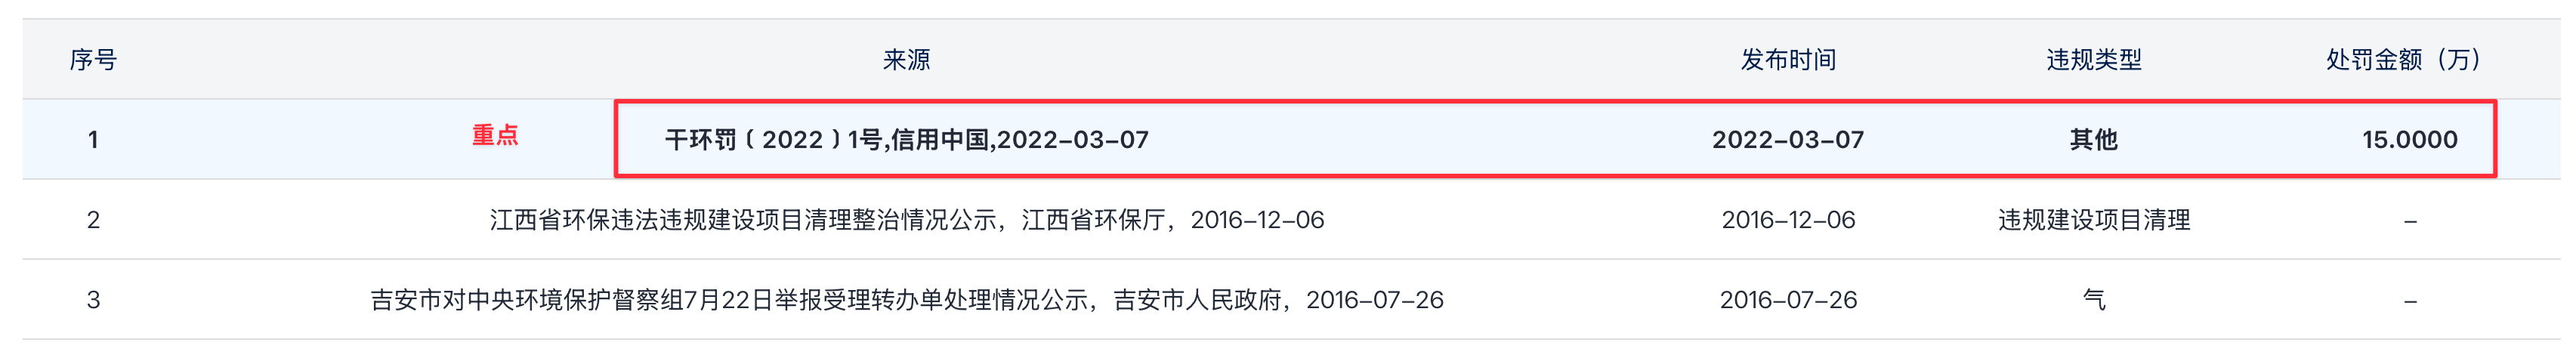 序号 来源 发布时间 违规类型 处罚金额（万）
1 重点 干环罚﹝2022﹞1号,信用中国,2022-03-07 2022-03-07 其他 15.0000
2 江西省环保违法违规建设项目清理整治情况公示，江西省环保厅，2016-12-06 2016-12-06 违规建设项目清理 –
3 吉安市对中央环境保护督察组7月22日举报受理转办单处理情况公示，吉安市人民政府，2016-07-26 2016-07-26 气 –